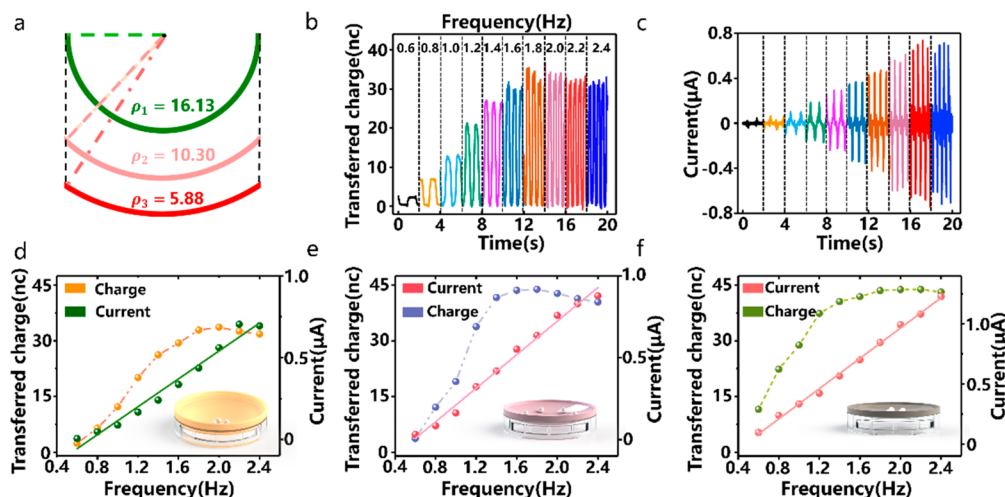 a
ρ1 = 16.13
ρ2 = 10.30
ρ3 = 5.88
b
Frequency(Hz)
0.6 0.8 1.0 1.2 1.4 1.6 1.8 2.0 2.2 2.4
Transferred charge(nc)
40
30
20
10
0
0 4 8 12 16 20
Time(s)
c
Current(μA)
0.8
0.4
0.0
-0.4
-0.8
0 4 8 12 16 20
Time(s)
d
Transferred charge(nc)
45
30
15
0
Charge
Current
1.0
0.5
0
Current(μA)
0.4 0.8 1.2 1.6 2.0 2.4
Frequency(Hz)
e
Transferred charge(nc)
45
30
15
0
Current
Charge
1.0
0.5
0
Current(μA)
0.4 0.8 1.2 1.6 2.0 2.4
Frequency(Hz)
f
Transferred charge(nc)
45
30
15
0
Current
Charge
1.0
0.5
0
Current(μA)
0.4 0.8 1.2 1.6 2.0 2.4
Frequency(Hz)